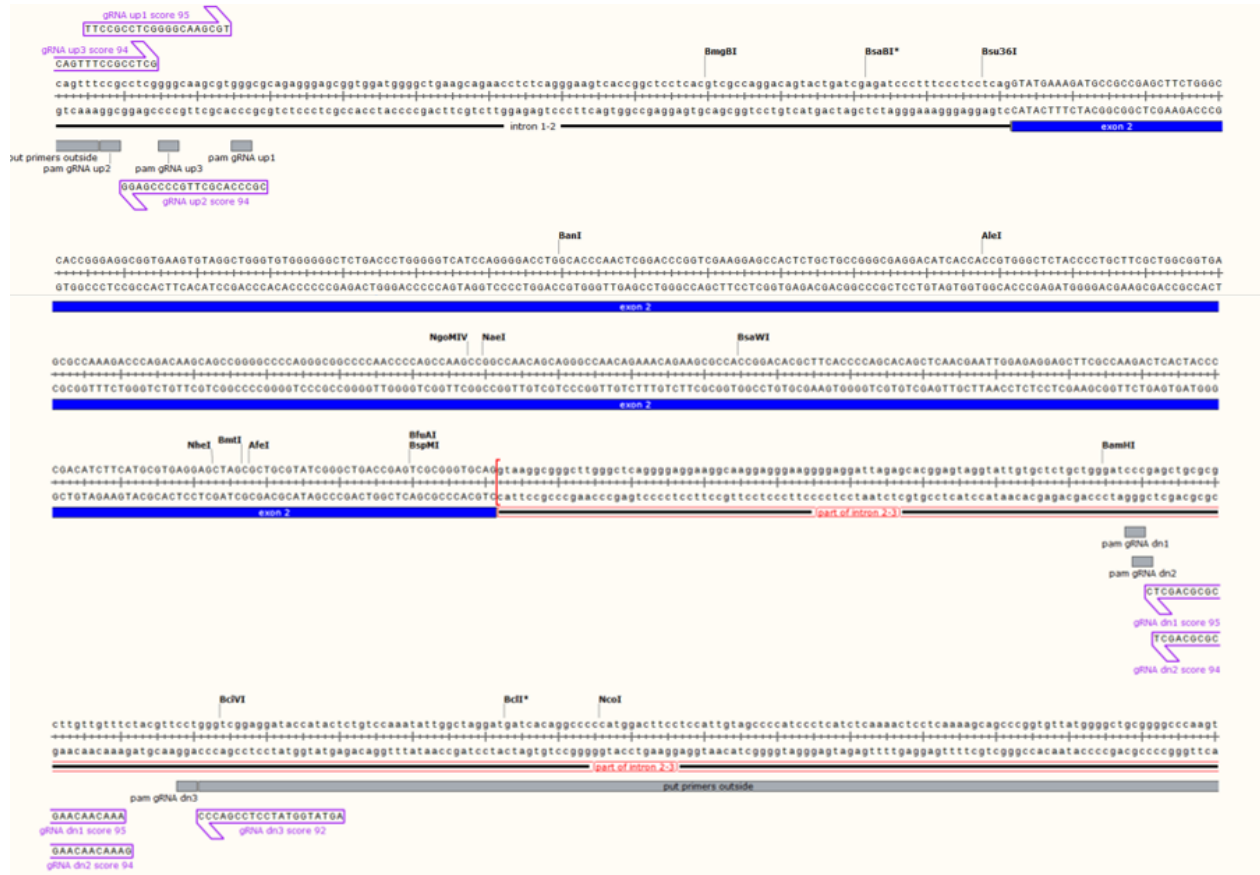 gRNA up1 score 95
TTCCGCCTCGGGGCAAGCGT
gRNA up3 score 94
CAGTTTCCGCCTCG
BmgBI BsaBI* Bsu36I
cagtttccgcctcggggcaagcgtgggcgcagagggagcggtggatggggctgaagcagaacctctcagggaagtcaccggctcctcacgtcgccaggacagtactgatcgagatccctttccctcctcagGTATGAAAGATGCCGCCGAGCTTCTGGGC
gtcaaaggcggagccccgttcgcacccgcgtctccctcgccacctaccccgacttcgtcttggagagtcccttcagtggccgaggagtgcagcggtcctgtcatgactagctctagggaaagggaggagtcCATACTTTCTACGGCGGCTCGAAGACCCG
intron 1-2 exon 2
put primers outside pam gRNA up3 pam gRNA up1
pam gRNA up2
GGAGCCCCGTTCGCACCCGC
gRNA up2 score 94
BanI AleI
CACCGGGAGGCGGTGAAGTGTAGGCTGGGTGTGGGGGGCTCTGACCCTGGGGGTCATCCAGGGGACCTGGCACCCAACTCGGACCCGGTCGAAGGAGCCACTCTGCTGCCGGGCGAGGACATCACCACCGTGGGCTCTACCCCTGCTTCGCTGGCGGTGA
GTGGCCCTCCGCCACTTCACATCCGACCCACACCCCCCGAGACTGGGACCCCCAGTAGGTCCCCTGGACCGTGGGTTGAGCCTGGGCCAGCTTCCTCGGTGAGACGACGGCCCGCTCCTGTAGTGGTGGCACCCGAGATGGGGACGAAGCGACCGCCACT
exon 2
NgoMIV NaeI BsaWI
GCGCCAAAGACCCAGACAAGCAGCCGGGGCCCCAGGGCGGCCCCAACCCCAGCCAAGCCGGCCAACAGCAGGGCCAACAGAAACAGAAGCGCCACCGGACACGCTTCACCCCAGCACAGCTCAACGAATTGGAGAGGAGCTTCGCCAAGACTCACTACCC
CGCGGTTTCTGGGTCTGTTCGTCGGCCCCGGGGTCCCGCCGGGGTTGGGGTCGGTTCGGCCGGTTGTCGTCCCGGTTGTCTTTGTCTTCGCGGTGGCCTGTGCGAAGTGGGGTCGTGTCGAGTTGCTTAACCTCTCCTCGAAGCGGTTCTGAGTGATGGG
exon 2
BfuAI
NheI BmtI AfeI BspMI BamHI
CGACATCTTCATGCGTGAGGAGCTAGCGCTGCGTATCGGGCTGACCGAGTCGCGGGTGCAGgtaaggcgggcttgggctcaggggaggaaggcaaggagggaaggggaggattagagcacggagtaggtattgtgctctgctgggatcccgagctgcgcg
GCTGTAGAAGTACGCACTCCTCGATCGCGACGCATAGCCCGACTGGCTCAGCGCCCACGTCcattccgcccgaacccgagtcccctccttccgttcctcccttcccctcctaatctcgtgcctcatccataacacgagacgaccctagggctcgacgcgc
exon 2 (part of intron 2-3)
pam gRNA dn1
pam gRNA dn2
CTCGACGCGC
gRNA dn1 score 95
TCGACGCGC
gRNA dn2 score 94
BciVI BclI* NcoI
cttgttgtttctacgttcctgggtcggaggataccatactctgtccaaatattggctaggatgatcacaggcccccatggacttcctccattgtagccccatccctcatctcaaaactcctcaaaagcagcccggtgttatggggctgcggggcccaagt
gaacaacaaagatgcaaggacccagcctcctatggtatgagacaggtttataaccgatcctactagtgtccgggggtacctgaaggaggtaacatcggggtagggagtagagttttgaggagttttcgtcgggccacaataccccgacgccccgggttca
(part of intron 2-3)
put primers outside
pam gRNA dn3
GAACAACAAA CCCAGCCTCCTATGGTATGA
gRNA dn1 score 95 gRNA dn3 score 92
GAACAACAAAG
gRNA dn2 score 94